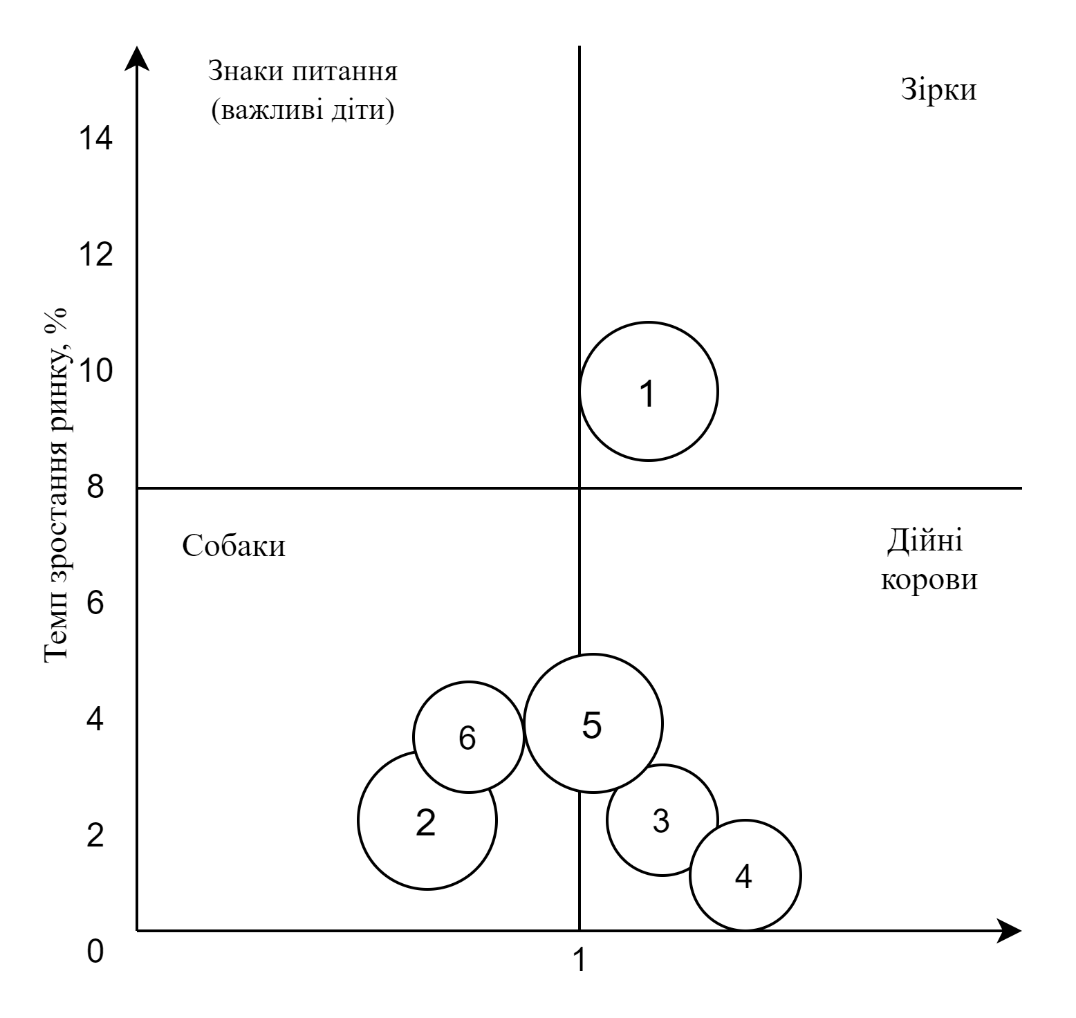 Знаки питання
(важливі діти)
Зірки
14
12
10
8
6
4
2
0
Темп зростання ринку, %
1
Собаки
Дійні
корови
6
5
2
3
4
1